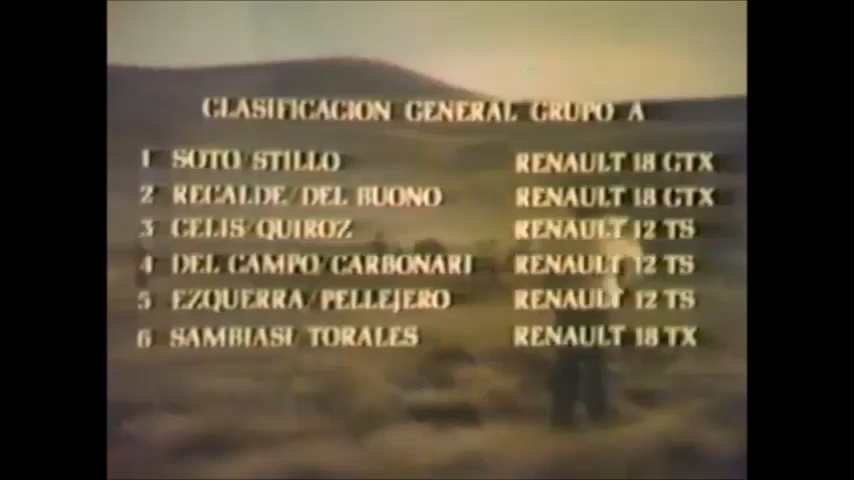 CLASIFICACION GENERAL GRUPO A
1 SOTO/STILLO RENAULT 18 GTX
2 RECALDE/DEL BUONO RENAULT 18 GTX
3 CELIS/QUIROZ RENAULT 12 TS
4 DEL CAMPO/CARBONARI RENAULT 12 TS
5 EZQUERRA/PELLEJERO RENAULT 12 TS
6 SAMBIASI/TORALES RENAULT 18 TX